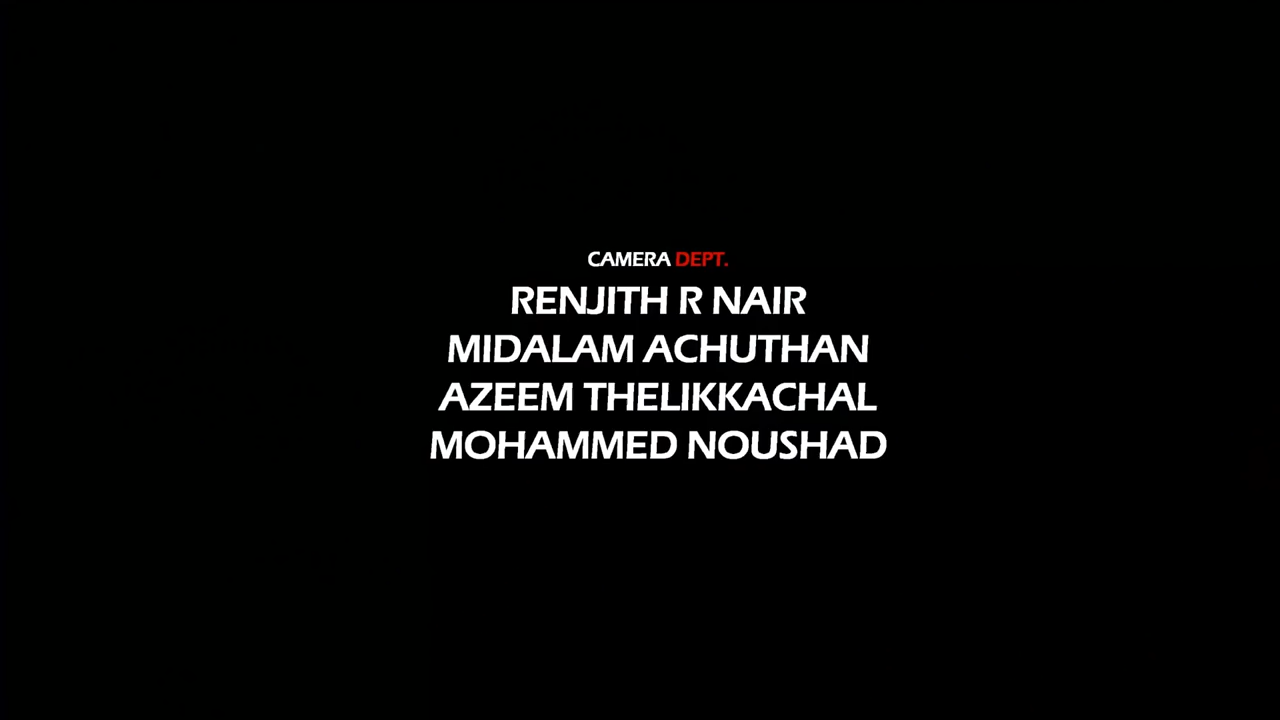 CAMERA DEPT.
RENJITH R NAIR
MIDALAM ACHUTHAN
AZEEM THELIKKACHAL
MOHAMMED NOUSHAD